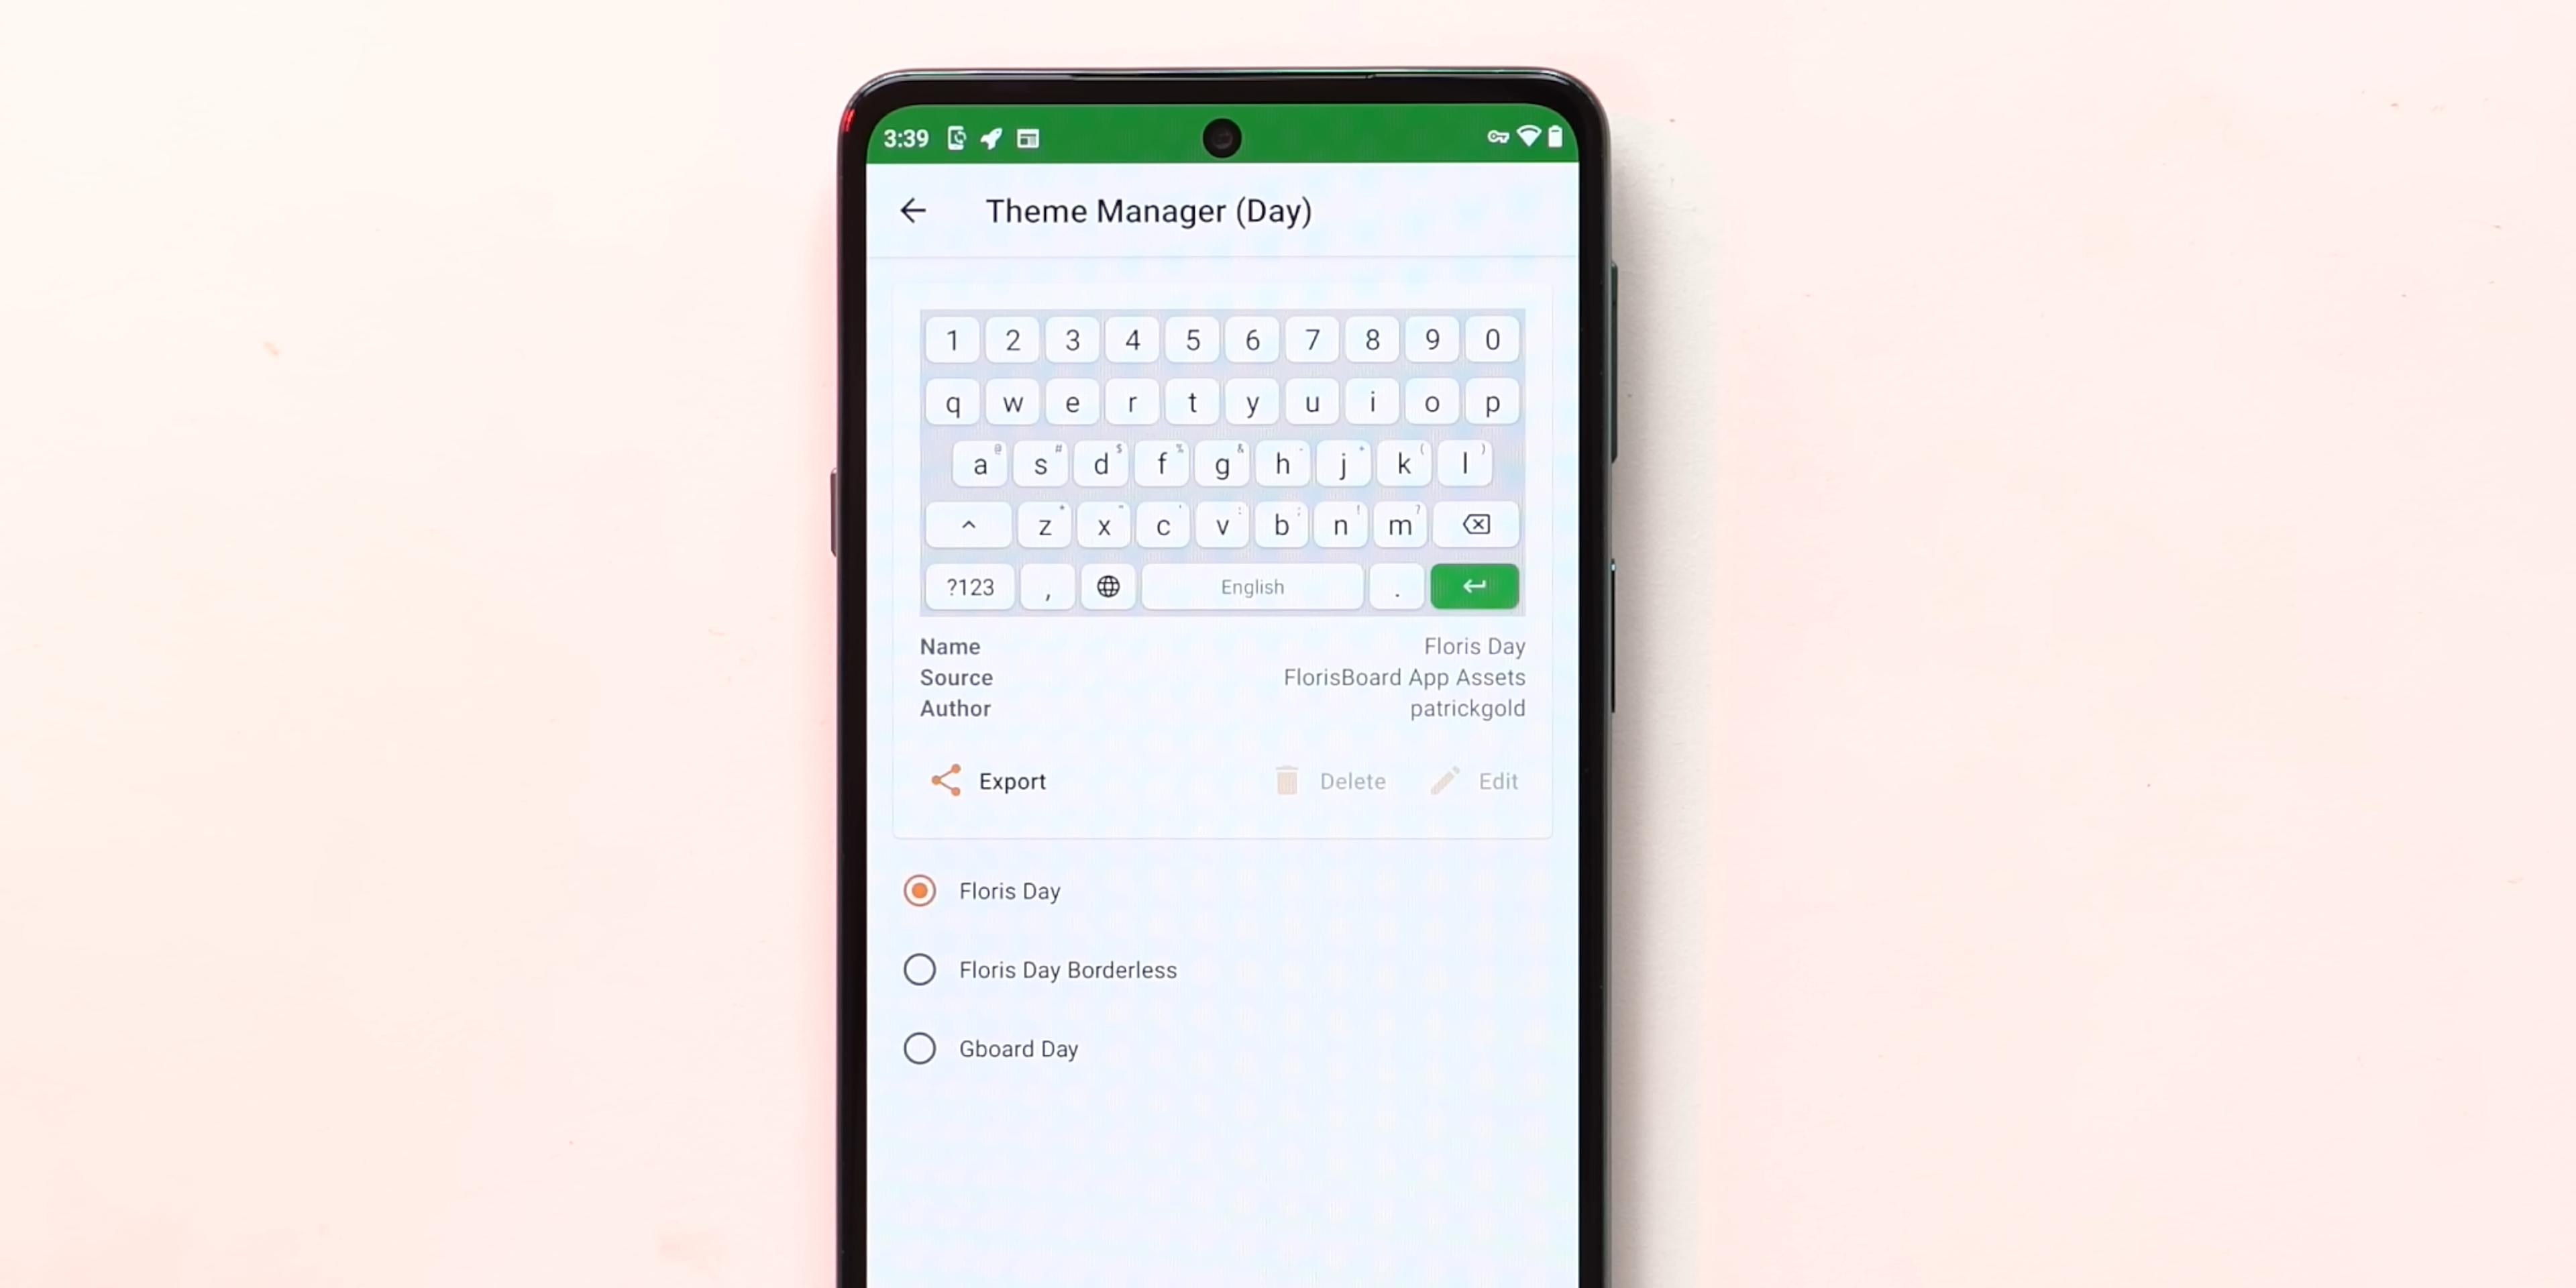 3:39
Theme Manager (Day)
1 2 3 4 5 6 7 8 9 0
q w e r t y u i o p
@ # $ % & - + ( )
a s d f g h j k l
* " ' : ; ! ?
z x c v b n m
?123 , English .
Name Floris Day
Source FlorisBoard App Assets
Author patrickgold
Export Delete Edit
Floris Day
Floris Day Borderless
Gboard Day